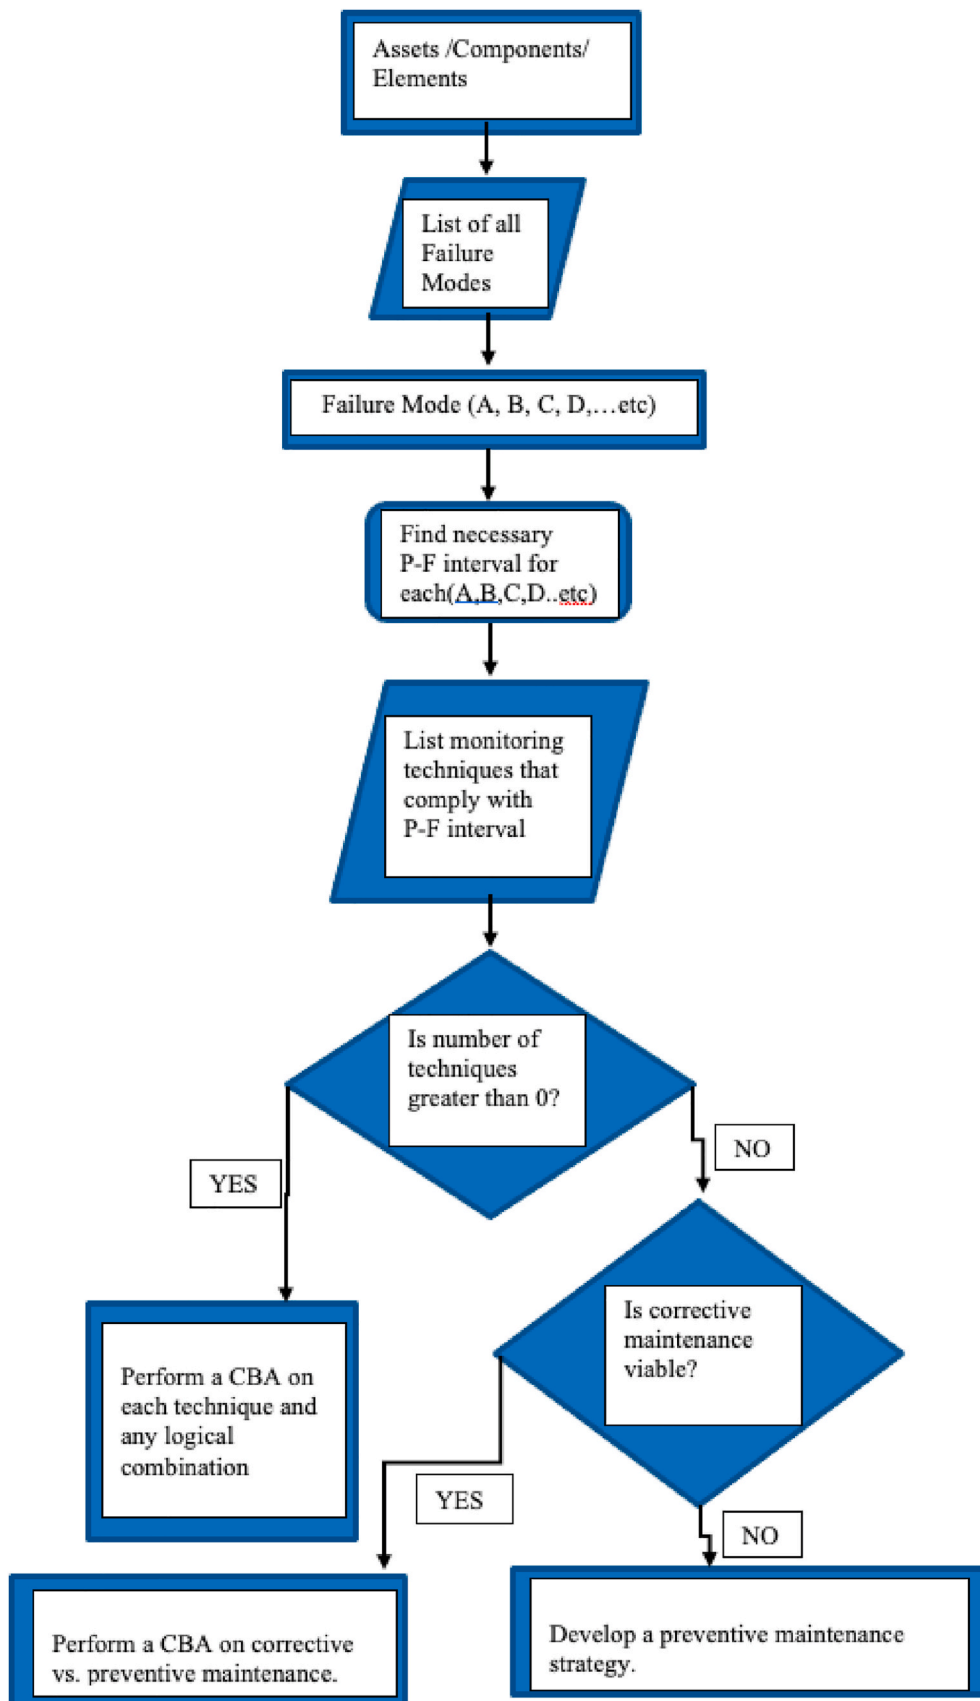 Assets /Components/
Elements
List of all
Failure
Modes
Failure Mode (A, B, C, D,…etc)
Find necessary
P-F interval for
each(A,B,C,D..etc)
List monitoring
techniques that
comply with
P-F interval
Is number of
techniques
greater than 0?
YES
NO
Is corrective
maintenance
viable?
Perform a CBA on
each technique and
any logical
combination
YES
NO
Perform a CBA on corrective
vs. preventive maintenance.
Develop a preventive maintenance
strategy.